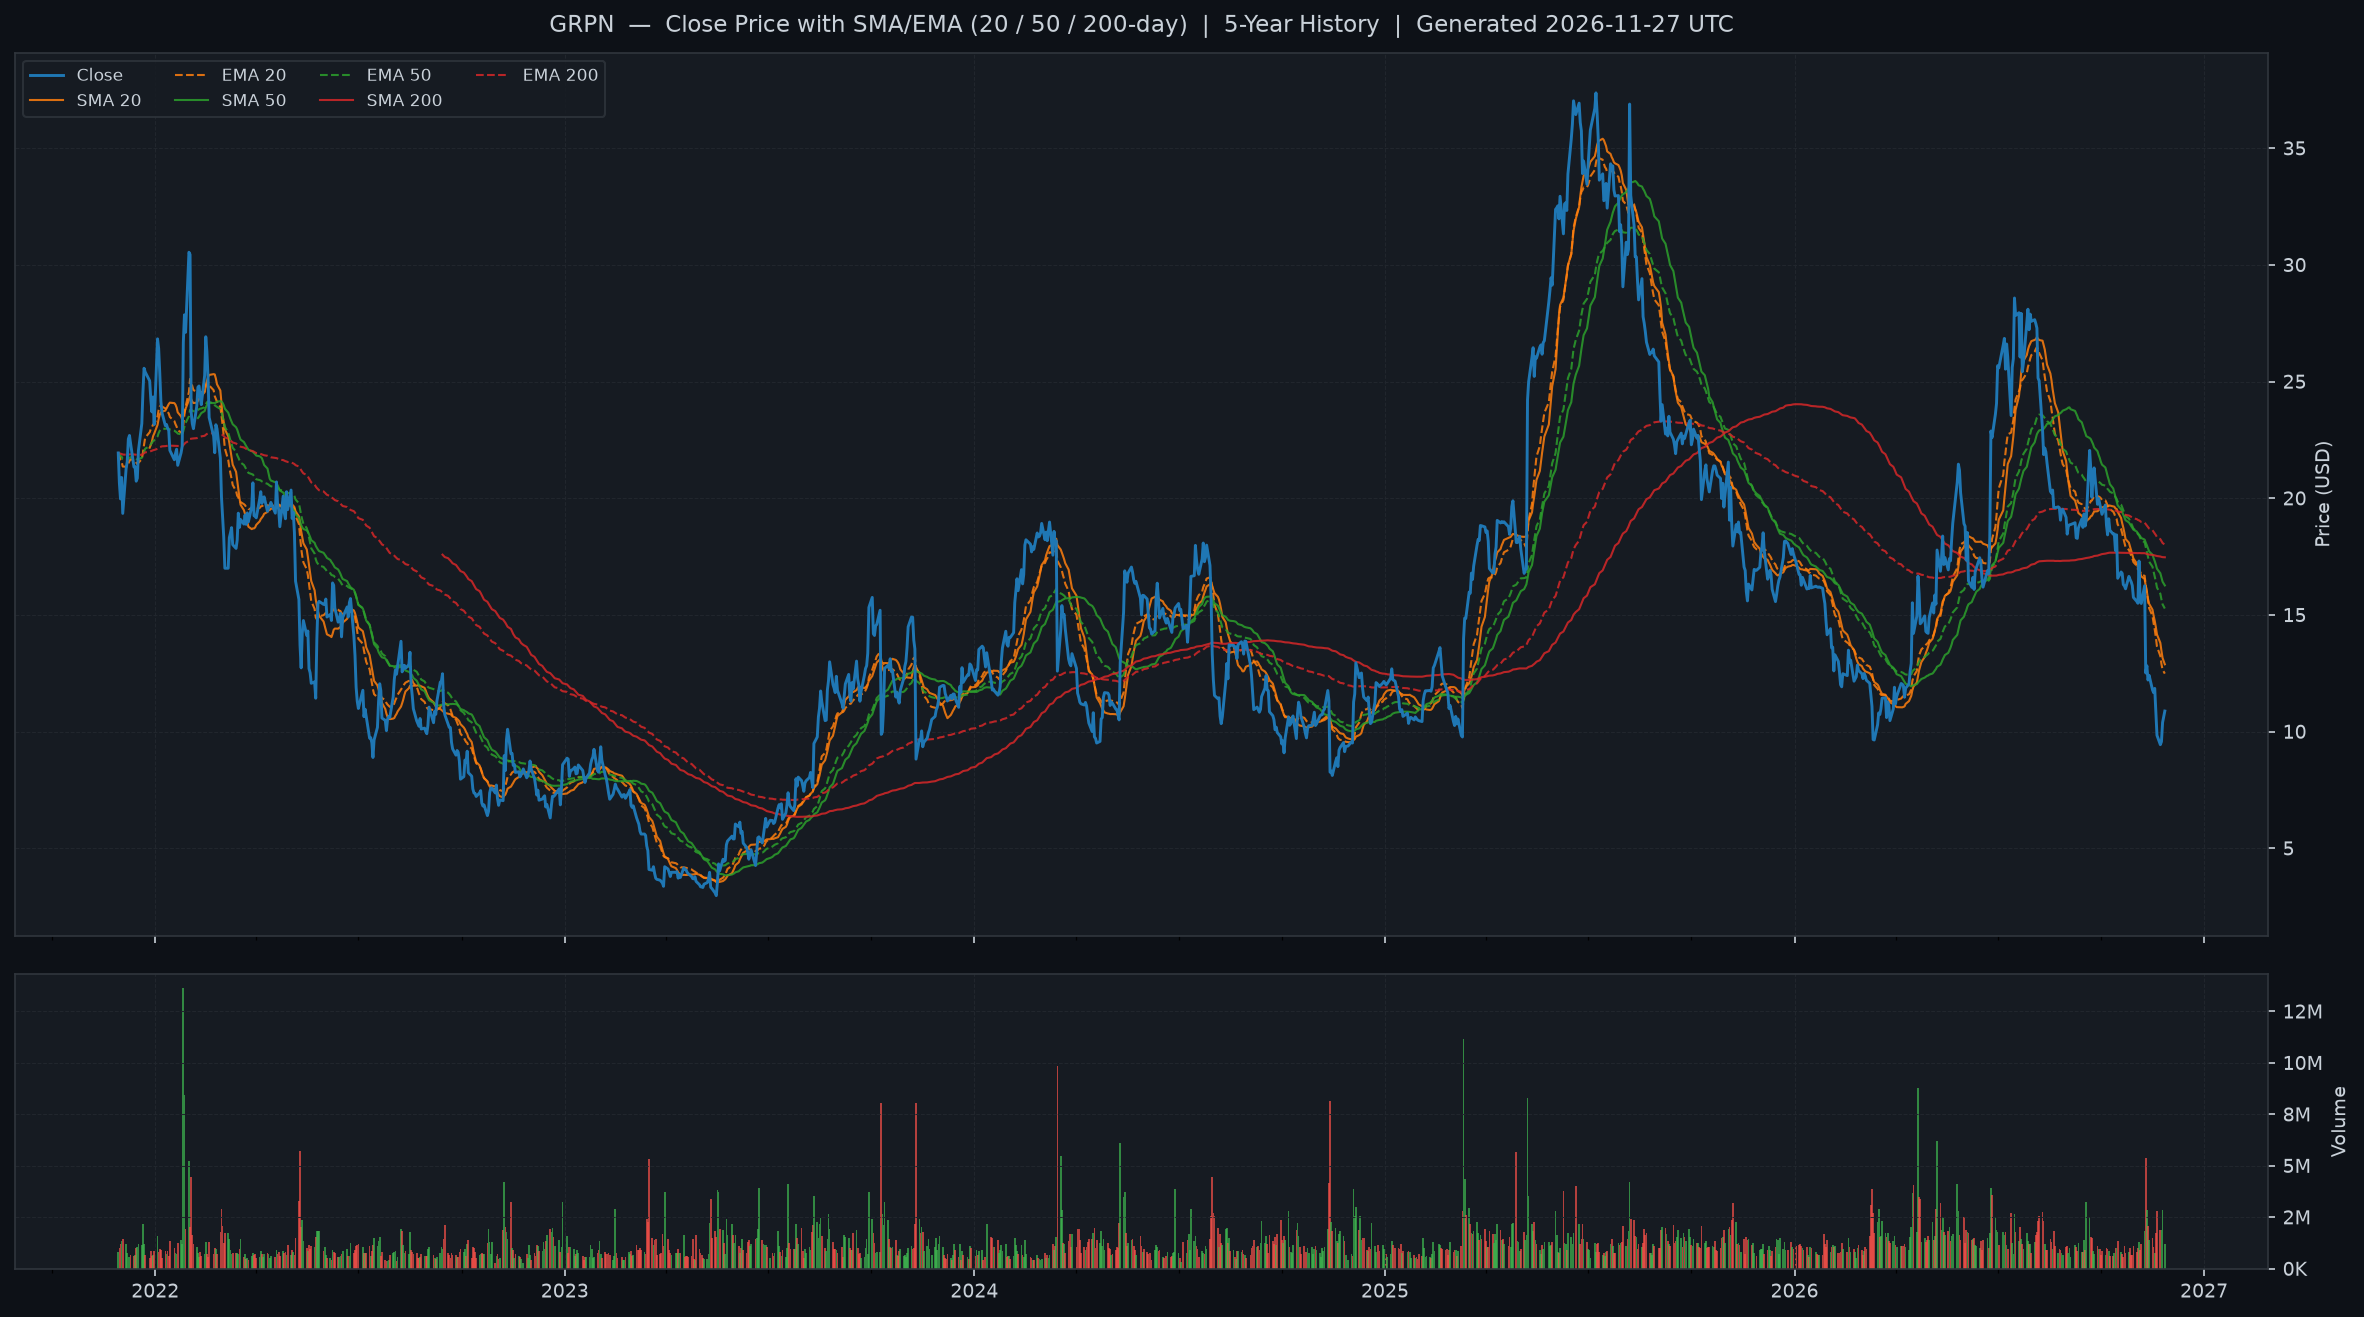 GRPN — Close Price with SMA/EMA (20 / 50 / 200-day) | 5-Year History | Generated 2026-11-27 UTC
Close EMA 20 EMA 50 EMA 200
SMA 20 SMA 50 SMA 200
35
30
25
20
15
10
5
Price (USD)
12M
10M
8M
5M
2M
0K
Volume
2022 2023 2024 2025 2026 2027